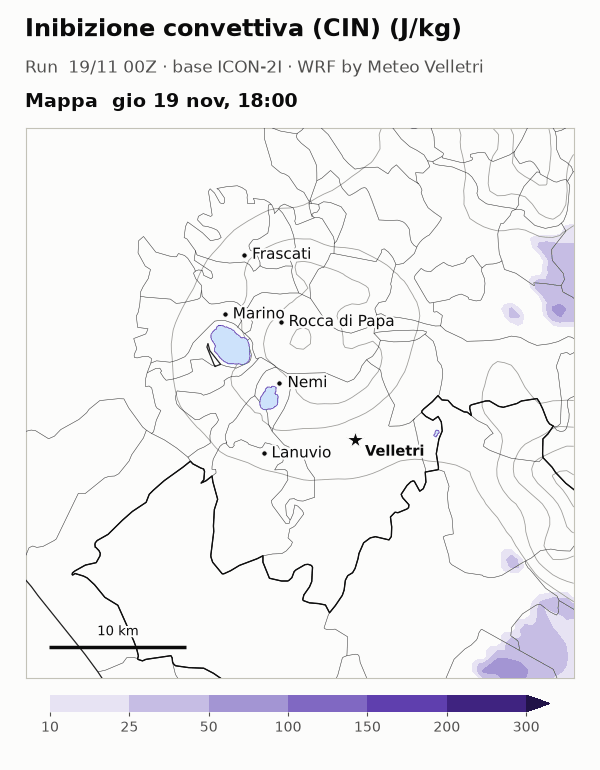 Inibizione convettiva (CIN) (J/kg)
Run  19/11 00Z · base ICON-2I · WRF by Meteo Velletri
Mappa  gio 19 nov, 18:00
Frascati
Marino
Rocca di Papa
Nemi
Velletri
Lanuvio
10 km
10 25 50 100 150 200 300